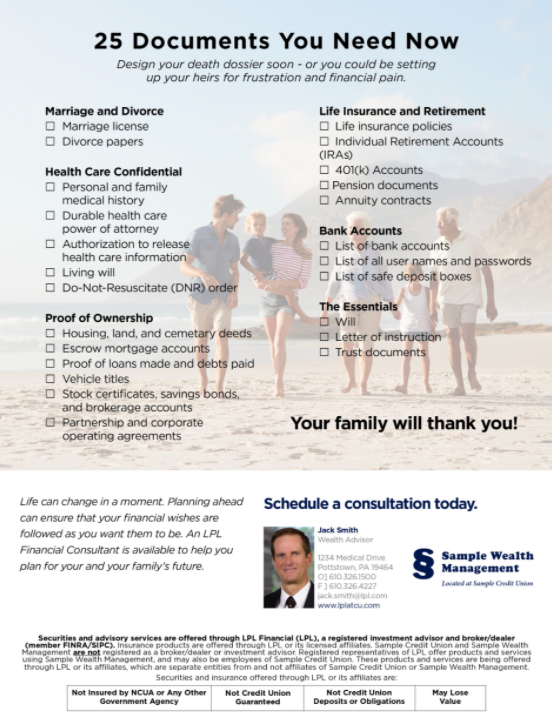 25 Documents You Need Now
Design your death dossier soon - or you could be setting
up your heirs for frustration and financial pain.
Marriage and Divorce
☐ Marriage license
☐ Divorce papers
Health Care Confidential
☐ Personal and family
medical history
☐ Durable health care
power of attorney
☐ Authorization to release
health care information
☐ Living will
☐ Do-Not-Resuscitate (DNR) order
Proof of Ownership
☐ Housing, land, and cemetary deeds
☐ Escrow mortgage accounts
☐ Proof of loans made and debts paid
☐ Vehicle titles
☐ Stock certificates, savings bonds,
and brokerage accounts
☐ Partnership and corporate
operating agreements
Life Insurance and Retirement
☐ Life insurance policies
☐ Individual Retirement Accounts
(IRAs)
☐ 401(k) Accounts
☐ Pension documents
☐ Annuity contracts
Bank Accounts
☐ List of bank accounts
☐ List of all user names and passwords
☐ List of safe deposit boxes
The Essentials
☐ Will
☐ Letter of instruction
☐ Trust documents
Your family will thank you!
Life can change in a moment. Planning ahead
can ensure that your financial wishes are
followed as you want them to be. An LPL
Financial Consultant is available to help you
plan for your and your family's future.
Schedule a consultation today.
Jack Smith
Wealth Advisor
1234 Medical Drive
Pottstown, PA 19464
O] 610.326.1500
F ] 610.326.4227
jack.smith@lpl.com
www.lplatcu.com
Sample Wealth
Management
Located at Sample Credit Union
Securities and advisory services are offered through LPL Financial (LPL), a registered investment advisor and broker/dealer
(member FINRA/SIPC). Insurance products are offered through LPL or its licensed affiliates. Sample Credit Union and Sample Wealth
Management are not registered as a broker/dealer or investment advisor. Registered representatives of LPL offer products and services
using Sample Wealth Management, and may also be employees of Sample Credit Union. These products and services are being offered
through LPL or its affiliates, which are separate entities from and not affiliates of Sample Credit Union or Sample Wealth Management.
Securities and insurance offered through LPL or its affiliates are:
Not Insured by NCUA or Any Other
Government Agency
Not Credit Union
Guaranteed
Not Credit Union
Deposits or Obligations
May Lose
Value